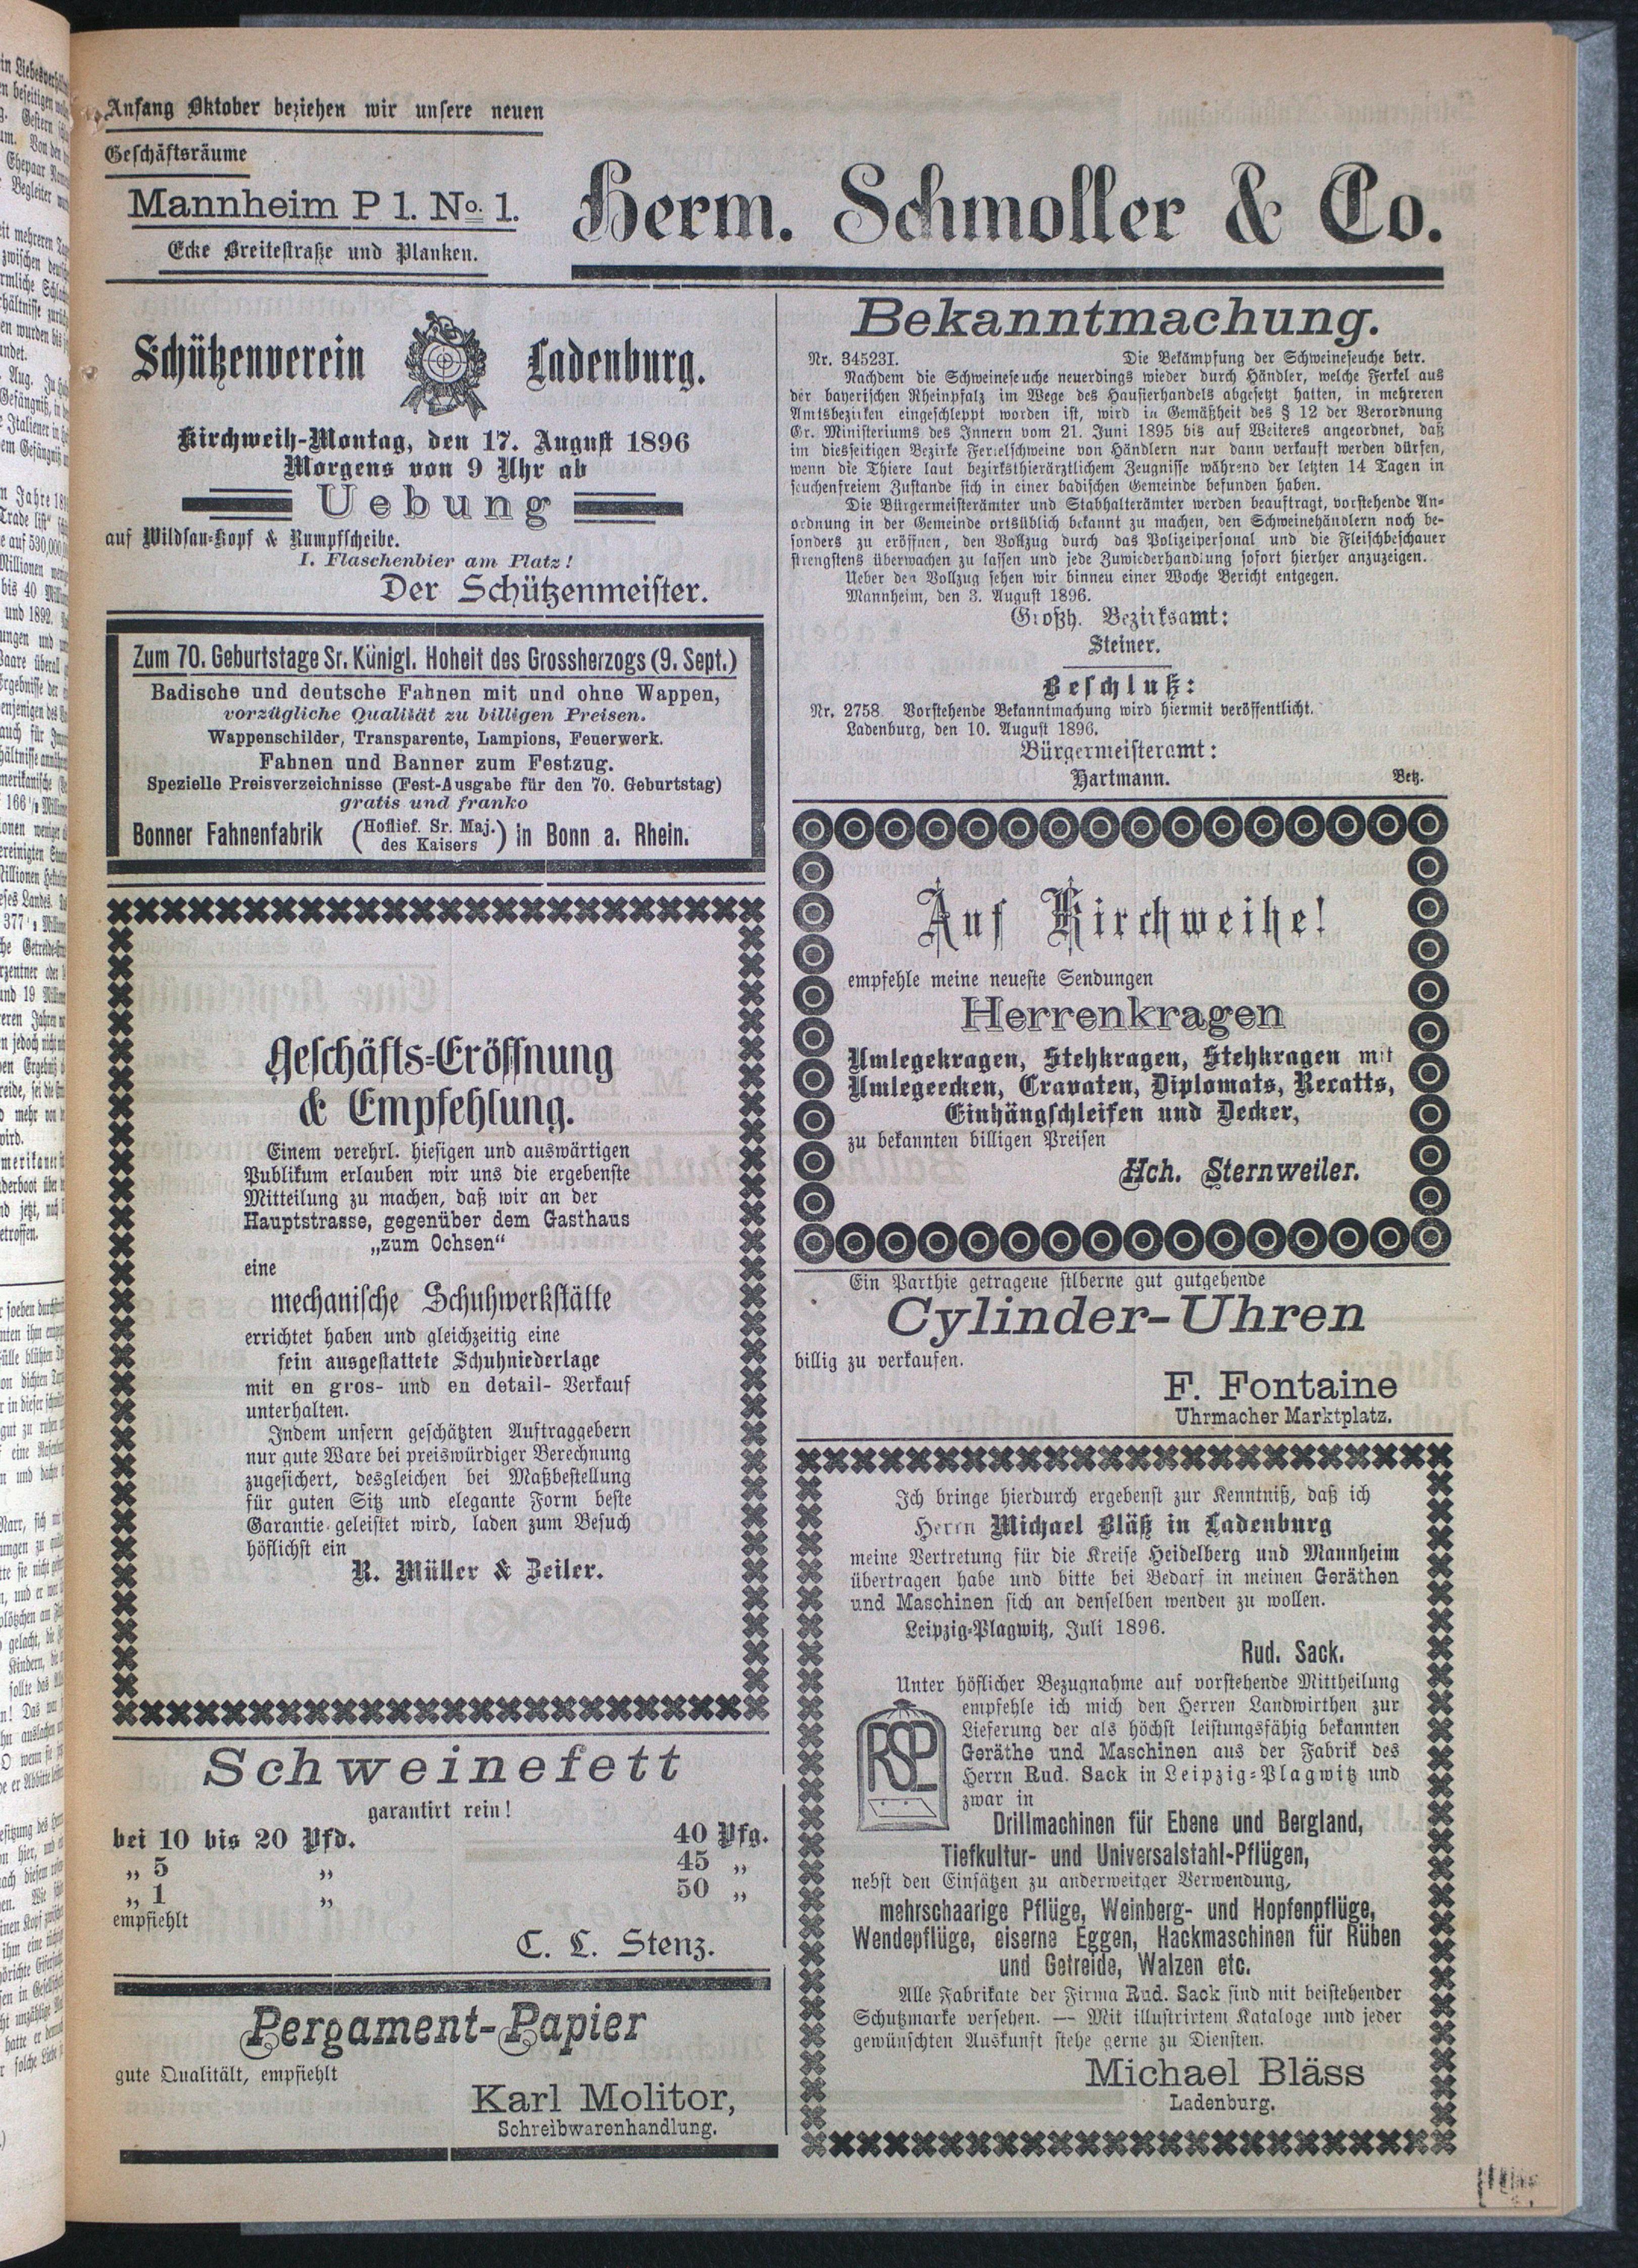 Anfang Oktober beziehen wir unsere neuen
Geschäftsräume
Mannheim P 1. No. 1.
Ecke Breitestraße und Planken.
Herm. Schmoller & Co.
Schützenverein Ladenburg.
Kirchweih-Montag, den 17. August 1896
Morgens von 9 Uhr ab
Uebung
auf Wildsau-Kopf & Rumpfscheibe.
I. Flaschenbier am Platz!
Der Schützenmeister.
Zum 70. Geburtstage Sr. Künigl. Hoheit des Grossherzogs (9. Sept.)
Badische und deutsche Fahnen mit und ohne Wappen,
vorzügliche Qualität zu billigen Preisen.
Wappenschilder, Transparente, Lampions, Feuerwerk.
Fahnen und Banner zum Festzug.
Spezielle Preisverzeichnisse (Fest-Ausgabe für den 70. Geburtstag)
gratis und franko
Bonner Fahnenfabrik (Hoflief. Sr. Maj. des Kaisers) in Bonn a. Rhein.
Geschäfts-Eröffnung
& Empfehlung.
Einem verehrl. hiesigen und auswärtigen
Publikum erlauben wir uns die ergebenste
Mitteilung zu machen, daß wir an der
Hauptstrasse, gegenüber dem Gasthaus
„zum Ochsen“
eine
mechanische Schuhwerkstätte
errichtet haben und gleichzeitig eine
fein ausgestattete Schuhniederlage
mit en gros- und en detail- Verkauf
unterhalten.
Indem unsern geschätzten Auftraggebern
nur gute Ware bei preiswürdiger Berechnung
zugesichert, desgleichen bei Maßbestellung
für guten Sitz und elegante Form beste
Garantie geleistet wird, laden zum Besuch
höflichst ein
R. Müller & Zeiler.
Schweinefett
garantirt rein!
bei 10 bis 20 Pfd. 40 Pfg.
„ 5 „ 45 „
„ 1 „ 50 „
empfiehlt
C. L. Stenz.
Pergament-Papier
gute Qualitält, empfiehlt
Karl Molitor,
Schreibwarenhandlung.
Bekanntmachung.
Nr. 34523I. Die Bekämpfung der Schweineseuche betr.
Nachdem die Schweineseuche neuerdings wieder durch Händler, welche Ferkel aus
der bayerischen Rheinpfalz im Wege des Hausierhandels abgesetzt hatten, in mehreren
Amtsbezirken eingeschleppt worden ist, wird in Gemäßheit des § 12 der Verordnung
Gr. Ministeriums des Innern vom 21. Juni 1895 bis auf Weiteres angeordnet, daß
im diesseitigen Bezirke Ferkelschweine von Händlern nur dann verkauft werden dürfen,
wenn die Thiere laut bezirksthierärztlichem Zeugnisse während der letzten 14 Tagen in
seuchenfreiem Zustande sich in einer badischen Gemeinde befunden haben.
Die Bürgermeisterämter und Stabhalterämter werden beauftragt, vorstehende An-
ordnung in der Gemeinde ortsüblich bekannt zu machen, den Schweinehändlern noch be-
sonders zu eröffnen, den Vollzug durch das Polizeipersonal und die Fleischbeschauer
strengstens überwachen zu lassen und jede Zuwiederhandlung sofort hierher anzuzeigen.
Ueber den Vollzug sehen wir binneu einer Woche Bericht entgegen.
Mannheim, den 3. August 1896.
Großh. Bezirksamt:
Steiner.
Beschluß:
Nr. 2758. Vorstehende Bekanntmachung wird hiermit veröffentlicht.
Ladenburg, den 10. August 1896.
Bürgermeisteramt:
Hartmann. Betz.
Auf Kirchweihe!
empfehle meine neueste Sendungen
Herrenkragen
Umlegekragen, Stehkragen, Stehkragen mit
Umlegeecken, Cravaten, Diplomats, Recatts,
Einhängschleifen und Decker,
zu bekannten billigen Preisen
Hch. Sternweiler.
Ein Parthie getragene silberne gut gutgehende
Cylinder-Uhren
billig zu verkaufen.
F. Fontaine
Uhrmacher Marktplatz.
Ich bringe hierdurch ergebenst zur Kenntniß, daß ich
Herrn Michael Bläß in Ladenburg
meine Vertretung für die Kreise Heidelberg und Mannheim
übertragen habe und bitte bei Bedarf in meinen Geräthen
und Maschinen sich an denselben wenden zu wollen.
Leipzig-Plagwitz, Juli 1896.
Rud. Sack.
Unter höflicher Bezugnahme auf vorstehende Mittheilung
empfehle ich mich den Herren Landwirthen zur
Lieferung der als höchst leistungsfähig bekannten
Geräthe und Maschinen aus der Fabrik des
Herrn Rud. Sack in Leipzig-Plagwitz und
zwar in
RSP
Drillmachinen für Ebene und Bergland,
Tiefkultur- und Universalstahl-Pflügen,
nebst den Einsätzen zu anderweitger Verwendung,
mehrschaarige Pflüge, Weinberg- und Hopfenpflüge,
Wendepflüge, eiserne Eggen, Hackmaschinen für Rüben
und Getreide, Walzen etc.
Alle Fabrikate der Firma Rud. Sack sind mit beistehender
Schutzmarke versehen. — Mit illustrirtem Kataloge und jeder
gewünschten Auskunft stehe gerne zu Diensten.
Michael Bläss
Ladenburg.